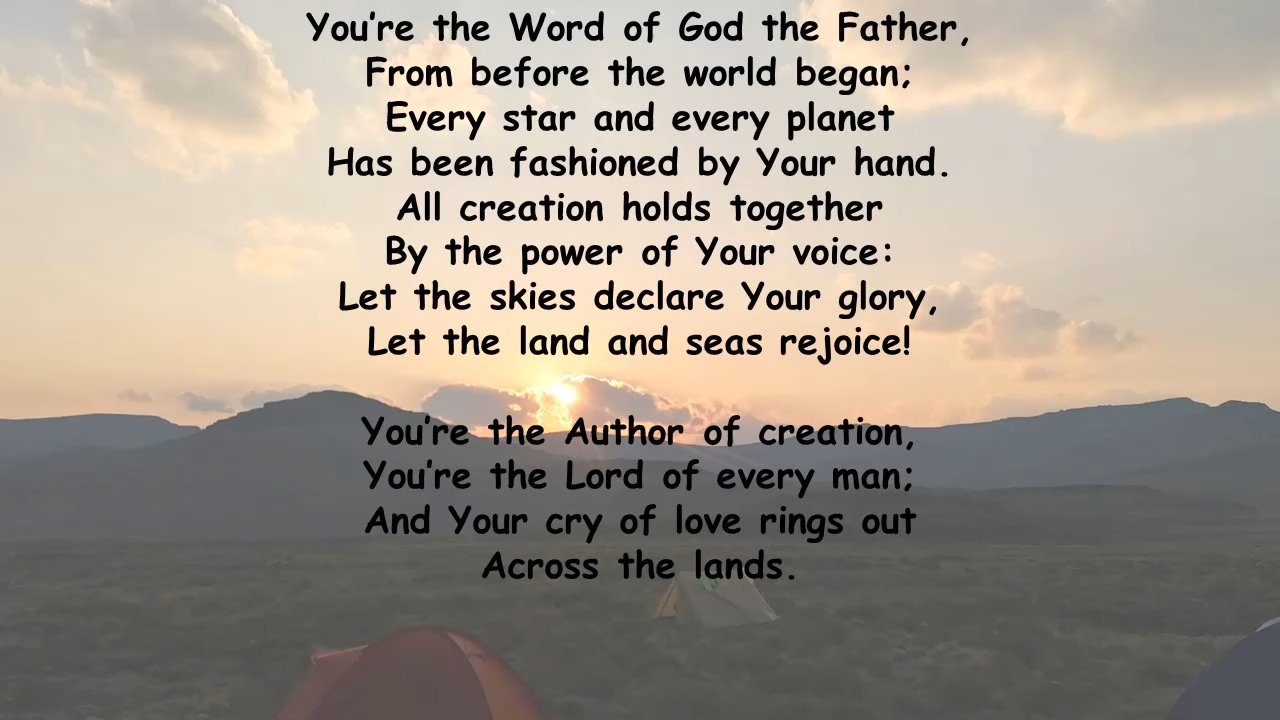 You're the Word of God the Father,
From before the world began;
Every star and every planet
Has been fashioned by Your hand.
All creation holds together
By the power of Your voice:
Let the skies declare Your glory,
Let the land and seas rejoice!
You're the Author of creation,
You're the Lord of every man;
And Your cry of love rings out
Across the lands.